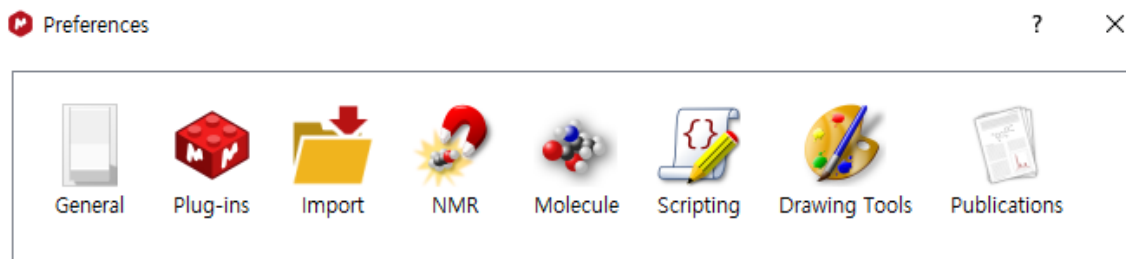 Preferences ?
General Plug-ins Import NMR Molecule Scripting Drawing Tools Publications